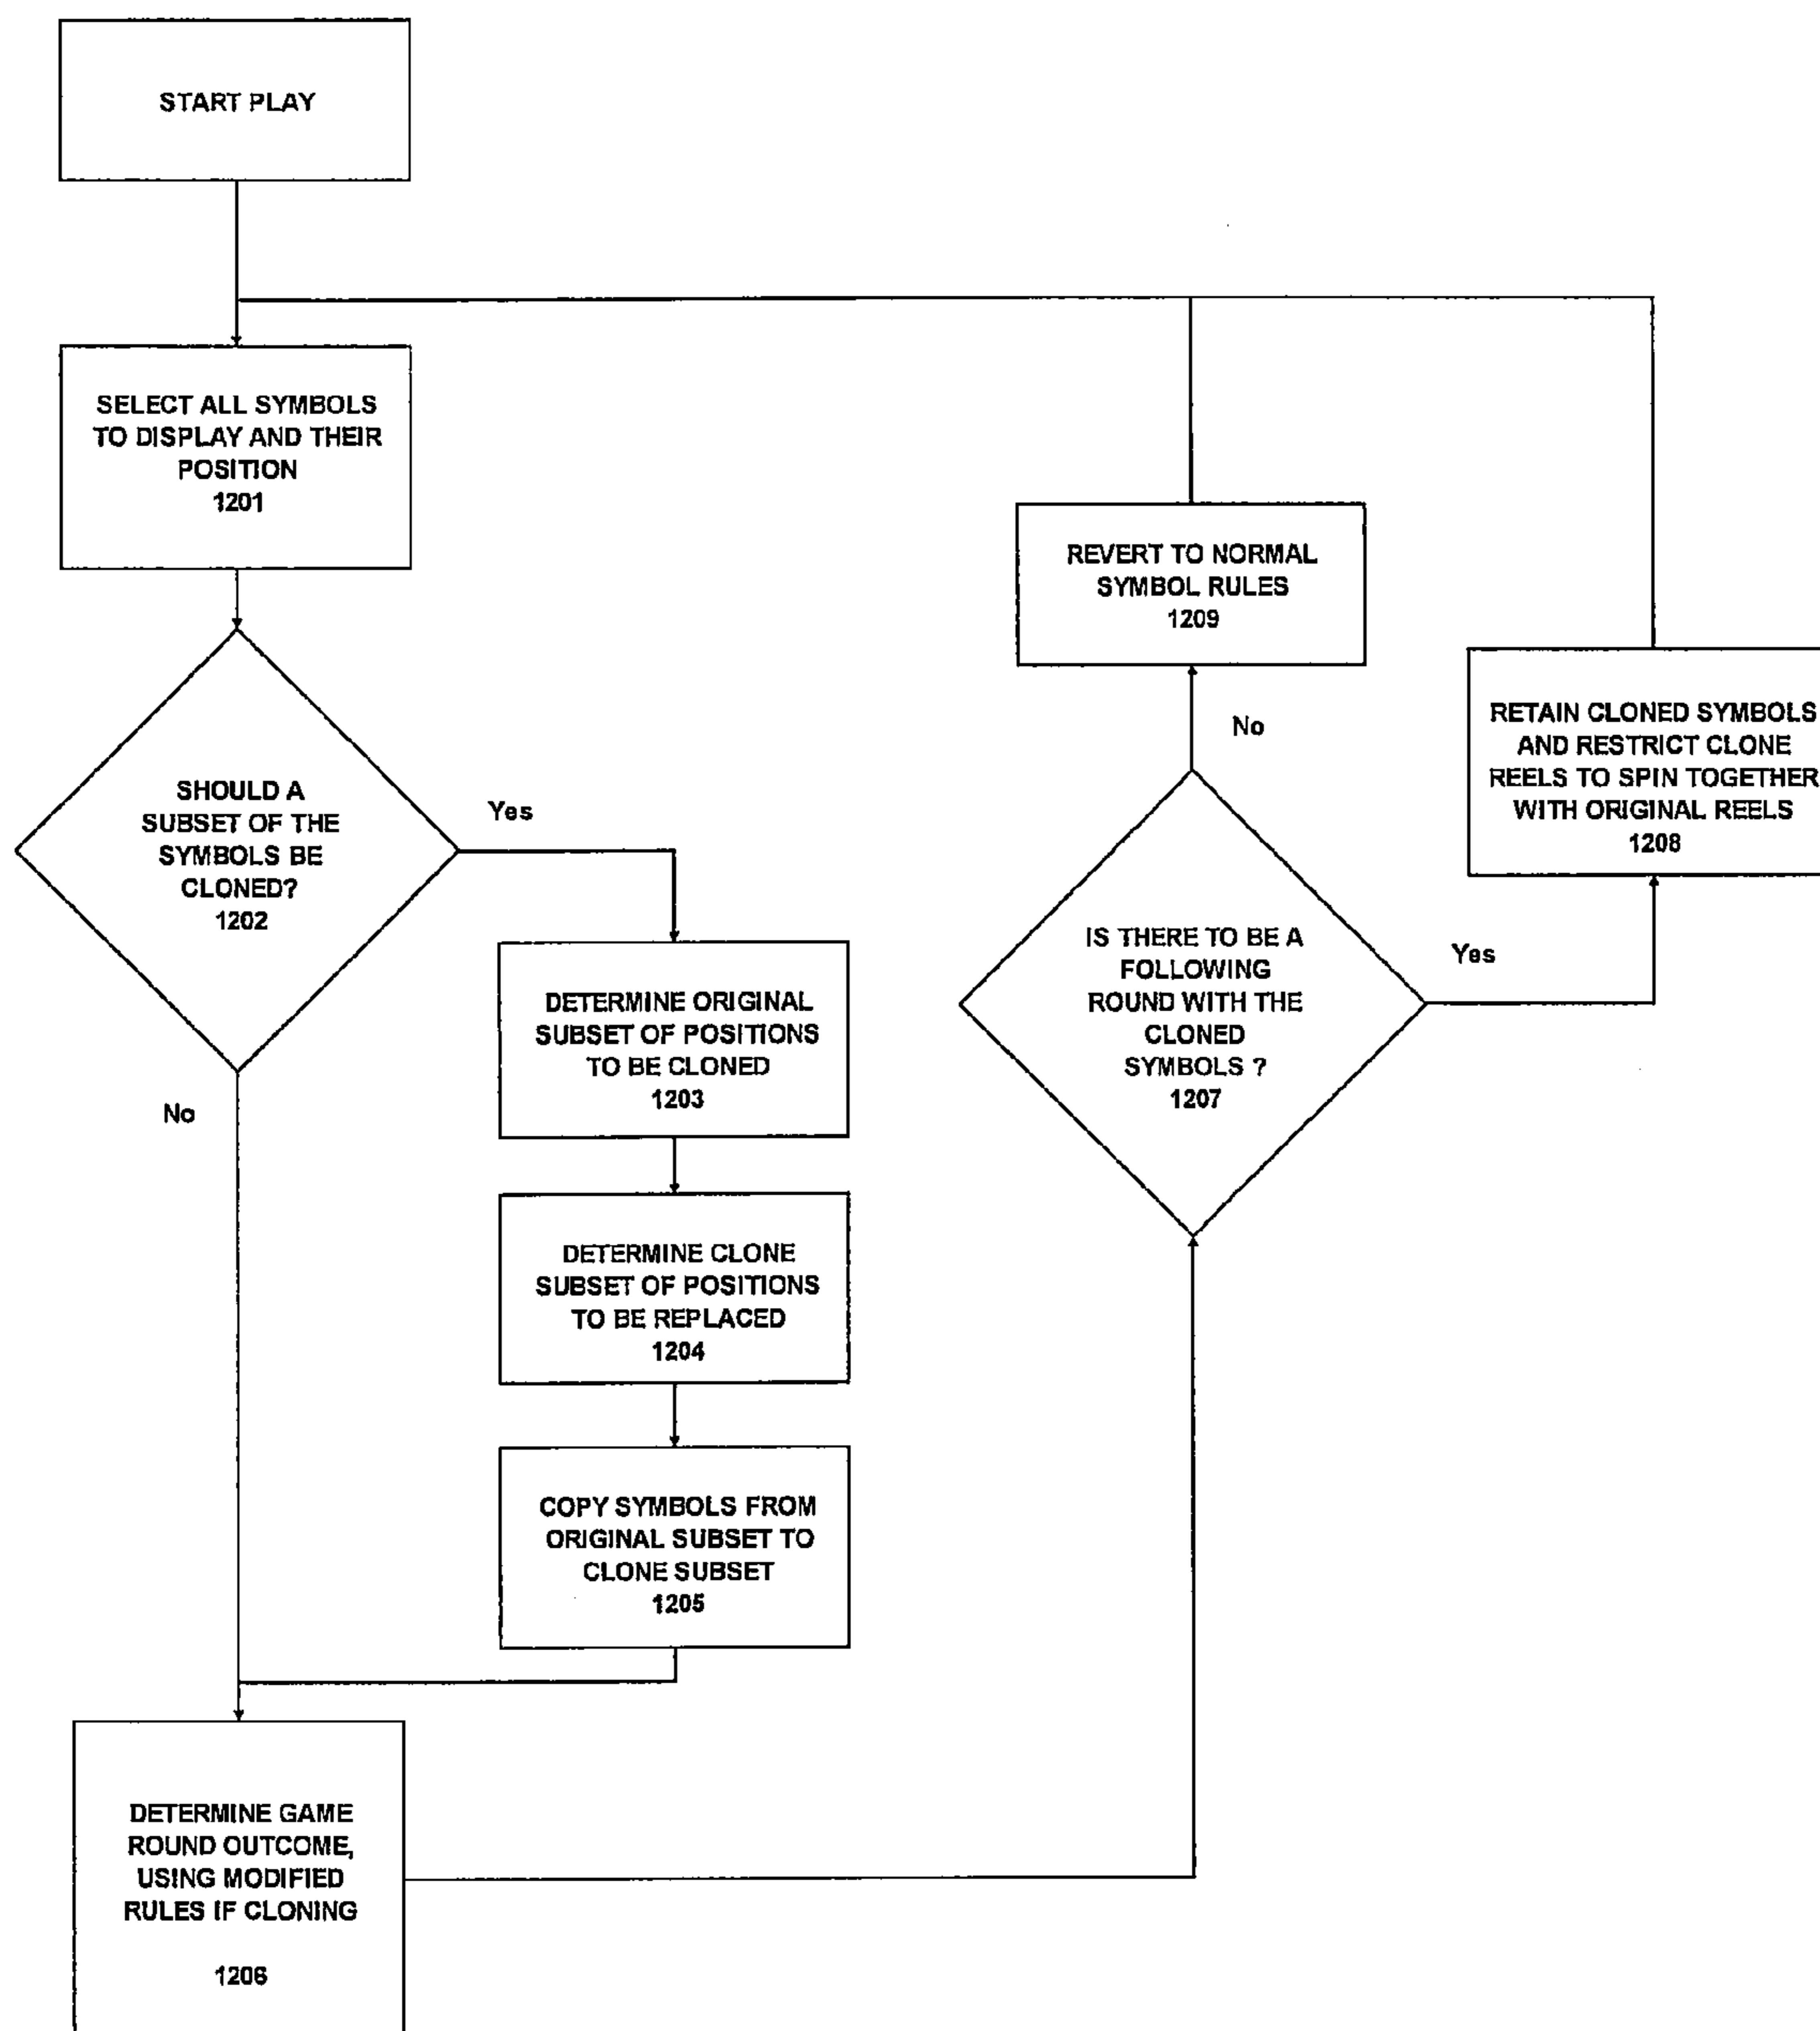 START PLAY
SELECT ALL SYMBOLS
TO DISPLAY AND THEIR
POSITION
1201
SHOULD A
SUBSET OF THE
SYMBOLS BE
CLONED?
1202
Yes
No
DETERMINE ORIGINAL
SUBSET OF POSITIONS
TO BE CLONED
1203
DETERMINE CLONE
SUBSET OF POSITIONS
TO BE REPLACED
1204
COPY SYMBOLS FROM
ORIGINAL SUBSET TO
CLONE SUBSET
1205
DETERMINE GAME
ROUND OUTCOME,
USING MODIFIED
RULES IF CLONING
1206
IS THERE TO BE A
FOLLOWING
ROUND WITH THE
CLONED
SYMBOLS ?
1207
No
Yes
REVERT TO NORMAL
SYMBOL RULES
1209
RETAIN CLONED SYMBOLS
AND RESTRICT CLONE
REELS TO SPIN TOGETHER
WITH ORIGINAL REELS
1208